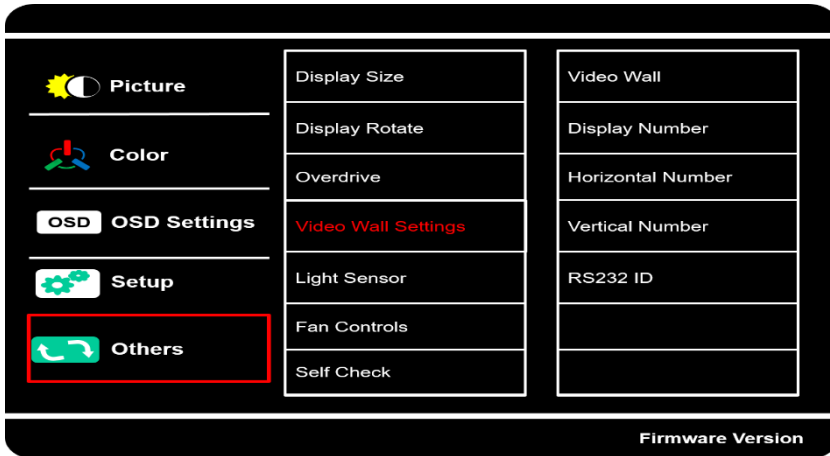 Picture
Color
OSD OSD Settings
Setup
Others
Display Size
Display Rotate
Overdrive
Video Wall Settings
Light Sensor
Fan Controls
Self Check
Video Wall
Display Number
Horizontal Number
Vertical Number
RS232 ID
Firmware Version